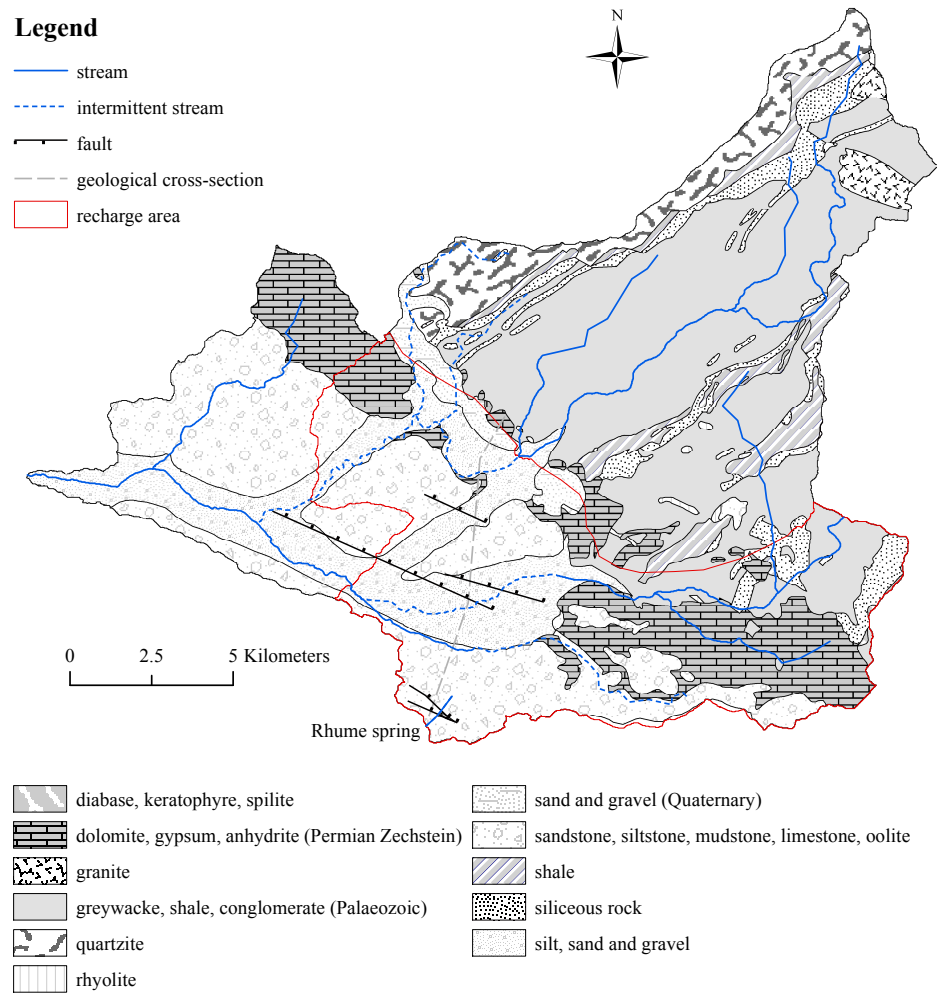 Legend
N
stream
intermittent stream
fault
geological cross-section
recharge area
0 2.5 5 Kilometers
Rhume spring
diabase, keratophyre, spilite
dolomite, gypsum, anhydrite (Permian Zechstein)
granite
greywacke, shale, conglomerate (Palaeozoic)
quartzite
rhyolite
sand and gravel (Quaternary)
sandstone, siltstone, mudstone, limestone, oolite
shale
siliceous rock
silt, sand and gravel